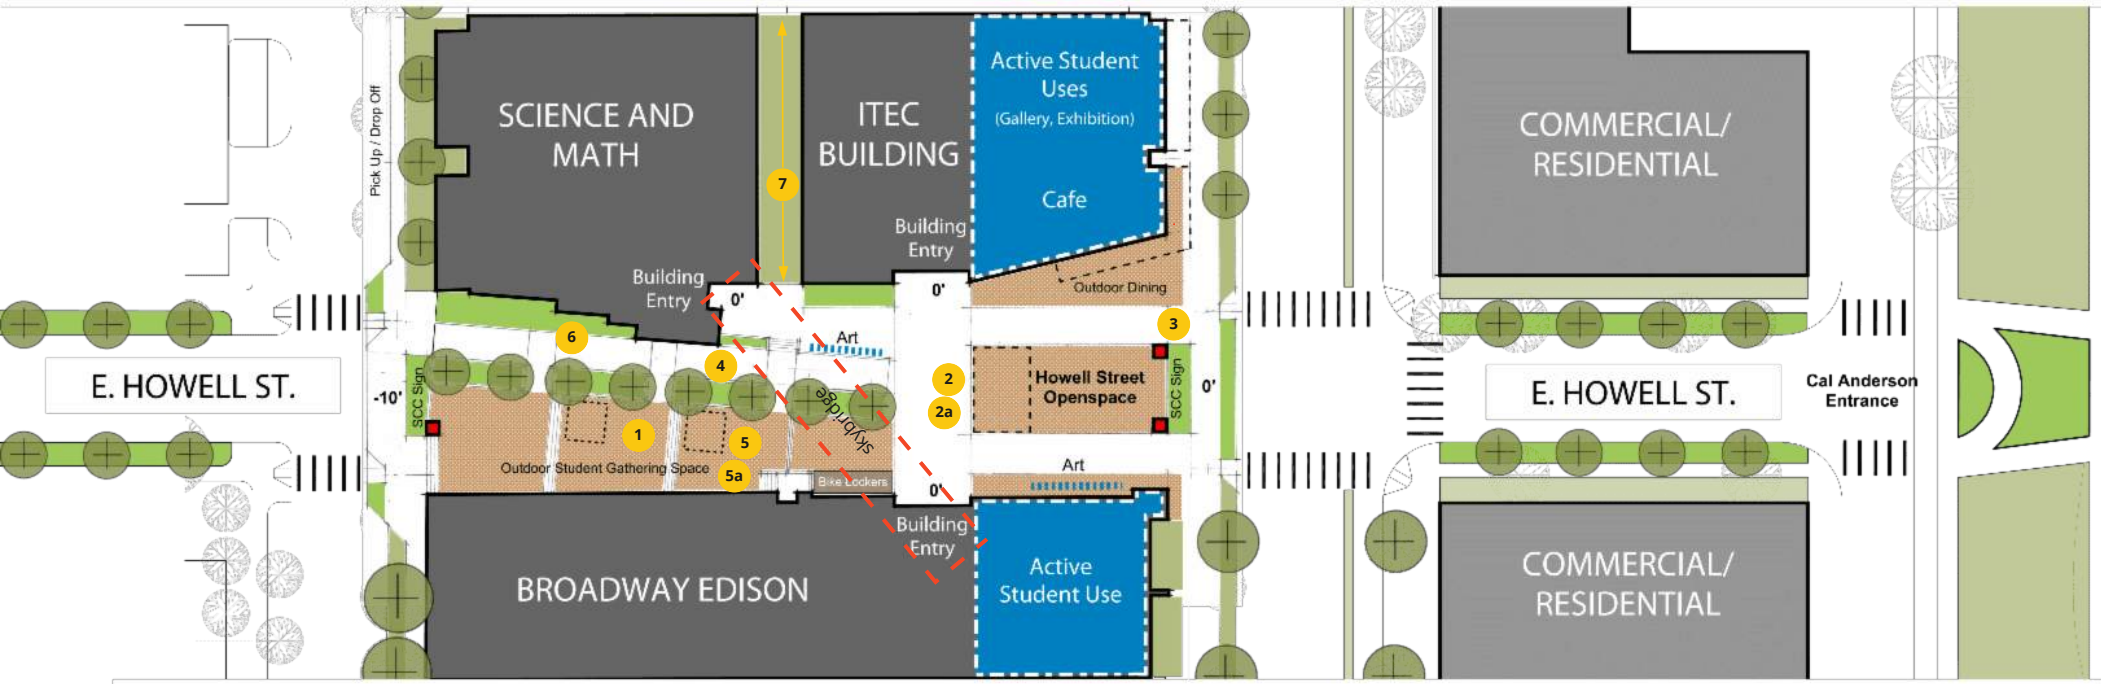 Pick Up / Drop Off
SCIENCE AND
MATH
7
ITEC
BUILDING
Active Student
Uses
(Gallery, Exhibition)
Cafe
Building
Entry
COMMERCIAL/
RESIDENTIAL
Building
Entry
0'
0'
Outdoor Dining
6
Art
3
4
2
2a
Howell Street
Openspace
SCC Sign
0'
E. HOWELL ST.
-10'
SCC Sign
E. HOWELL ST.
Cal Anderson
Entrance
skybridge
1
5
5a
Outdoor Student Gathering Space
Bike Lockers
0'
Art
Building
Entry
BROADWAY EDISON
Active
Student Use
COMMERCIAL/
RESIDENTIAL